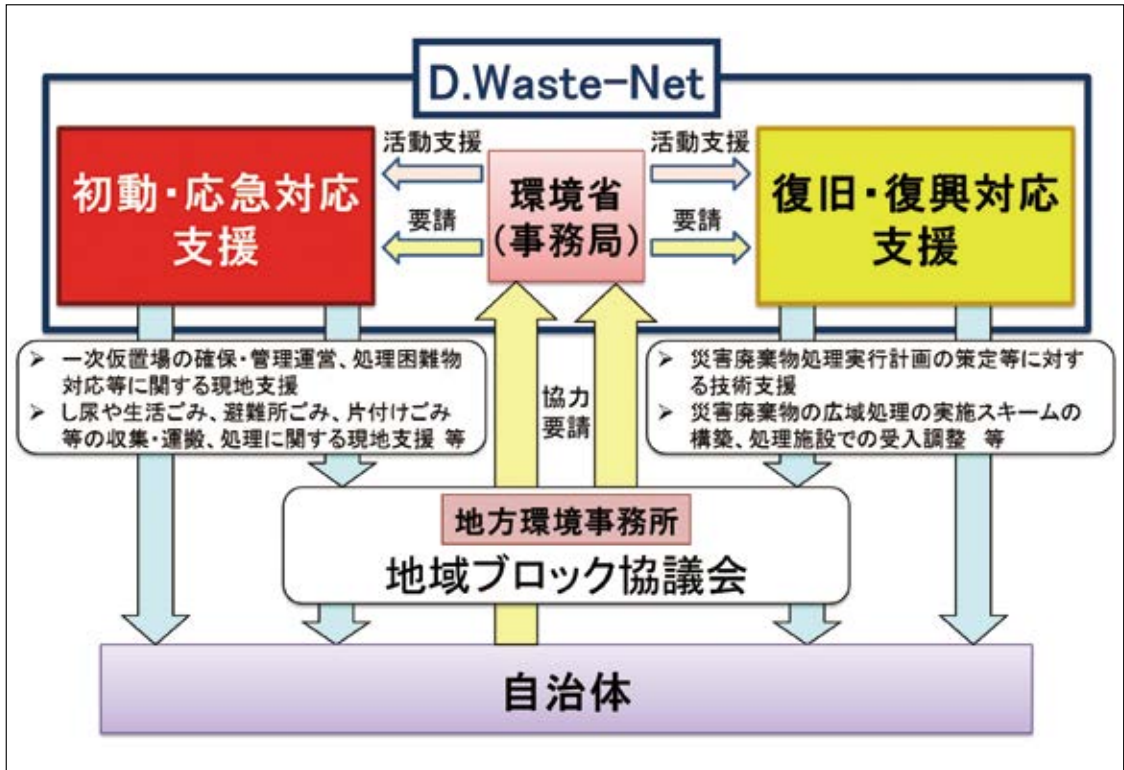 D.Waste-Net
初動・応急対応
支援
活動支援
要請
環境省
(事務局)
活動支援
要請
復旧・復興対応
支援
➢ 一次仮置場の確保・管理運営、処理困難物
対応等に関する現地支援
➢ し尿や生活ごみ、避難所ごみ、片付けごみ
等の収集・運搬、処理に関する現地支援 等
協力
要請
➢ 災害廃棄物処理実行計画の策定等に対す
る技術支援
➢ 災害廃棄物の広域処理の実施スキームの
構築、処理施設での受入調整 等
地方環境事務所
地域ブロック協議会
自治体